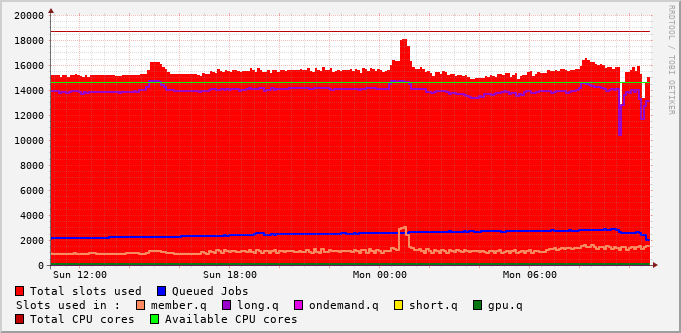 20000
18000
16000
14000
12000
10000
8000
6000
4000
2000
0
Sun 12:00 Sun 18:00 Mon 00:00 Mon 06:00
RRDTOOL / TOBI OETIKER
Total slots used Queued Jobs
Slots used in : member.q long.q ondemand.q short.q gpu.q
Total CPU cores Available CPU cores